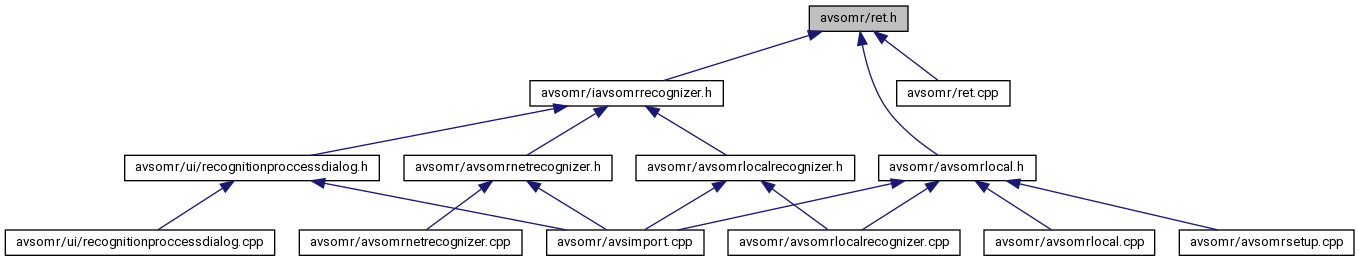 avsomr/ret.h
avsomr/iavsomrrecognizer.h
avsomr/ret.cpp
avsomr/ui/recognitionproccessdialog.h
avsomr/avsomrnetrecognizer.h
avsomr/avsomrlocalrecognizer.h
avsomr/avsomrlocal.h
avsomr/ui/recognitionproccessdialog.cpp
avsomr/avsomrnetrecognizer.cpp
avsomr/avsimport.cpp
avsomr/avsomrlocalrecognizer.cpp
avsomr/avsomrlocal.cpp
avsomr/avsomrsetup.cpp